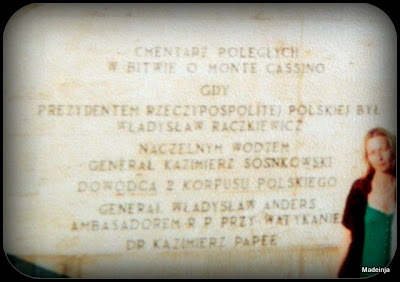 CMENTARZ POLEGŁYCH
W BITWIE O MONTE CASSINO
GDY
PREZYDENTEM RZECZYPOSPOLITEJ POLSKIEJ BYŁ
WŁADYSŁAW RACZKIEWICZ
NACZELNYM WODZEM
GENERAŁ KAZIMIERZ SOSNKOWSKI
DOWÓDCĄ 2 KORPUSU POLSKIEGO
GENERAŁ WŁADYSŁAW ANDERS
AMBASADOREM R P PRZY WATYKANIE
DR KAZIMIERZ PAPEE
Madeinja